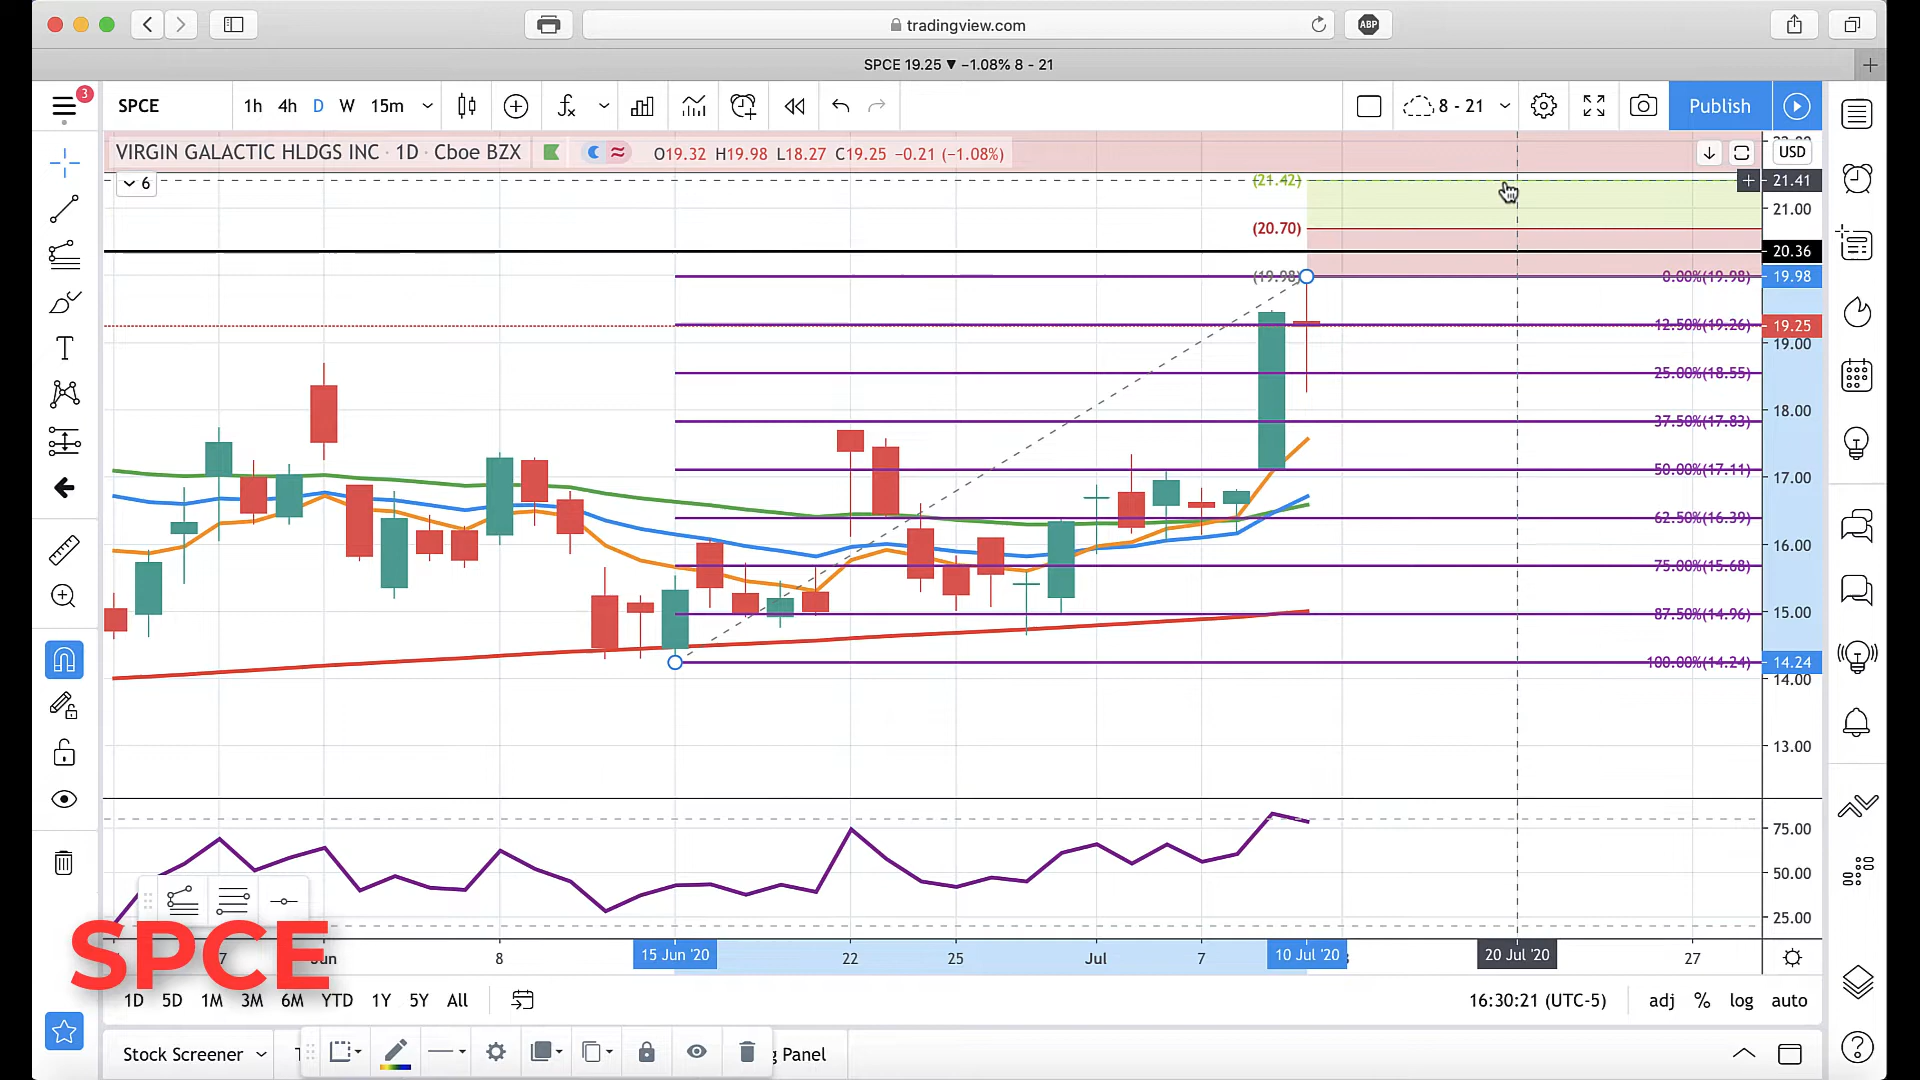 tradingview.com
ABP
SPCE 19.25 ▼ −1.08% 8 - 21
3
SPCE
1h 4h D W 15m
8 - 21
Publish
VIRGIN GALACTIC HLDGS INC · 1D · Cboe BZX
O19.32 H19.98 L18.27 C19.25 −0.21 (−1.08%)
USD
6
(21.42)
21.41
21.00
(20.70)
20.36
(19.98)
0.00%(19.98)
19.98
12.50%(19.26)
19.25
19.00
25.00%(18.55)
18.00
37.50%(17.83)
50.00%(17.11)
17.00
62.50%(16.39)
16.00
75.00%(15.68)
15.00
87.50%(14.96)
100.00%(14.24)
14.24
14.00
13.00
75.00
50.00
25.00
SPCE
15 Jun '20
10 Jul '20
20 Jul '20
7
8
22
25
Jul
7
27
1D 5D 1M 3M 6M YTD 1Y 5Y All
16:30:21 (UTC-5)
adj % log auto
Stock Screener
Panel